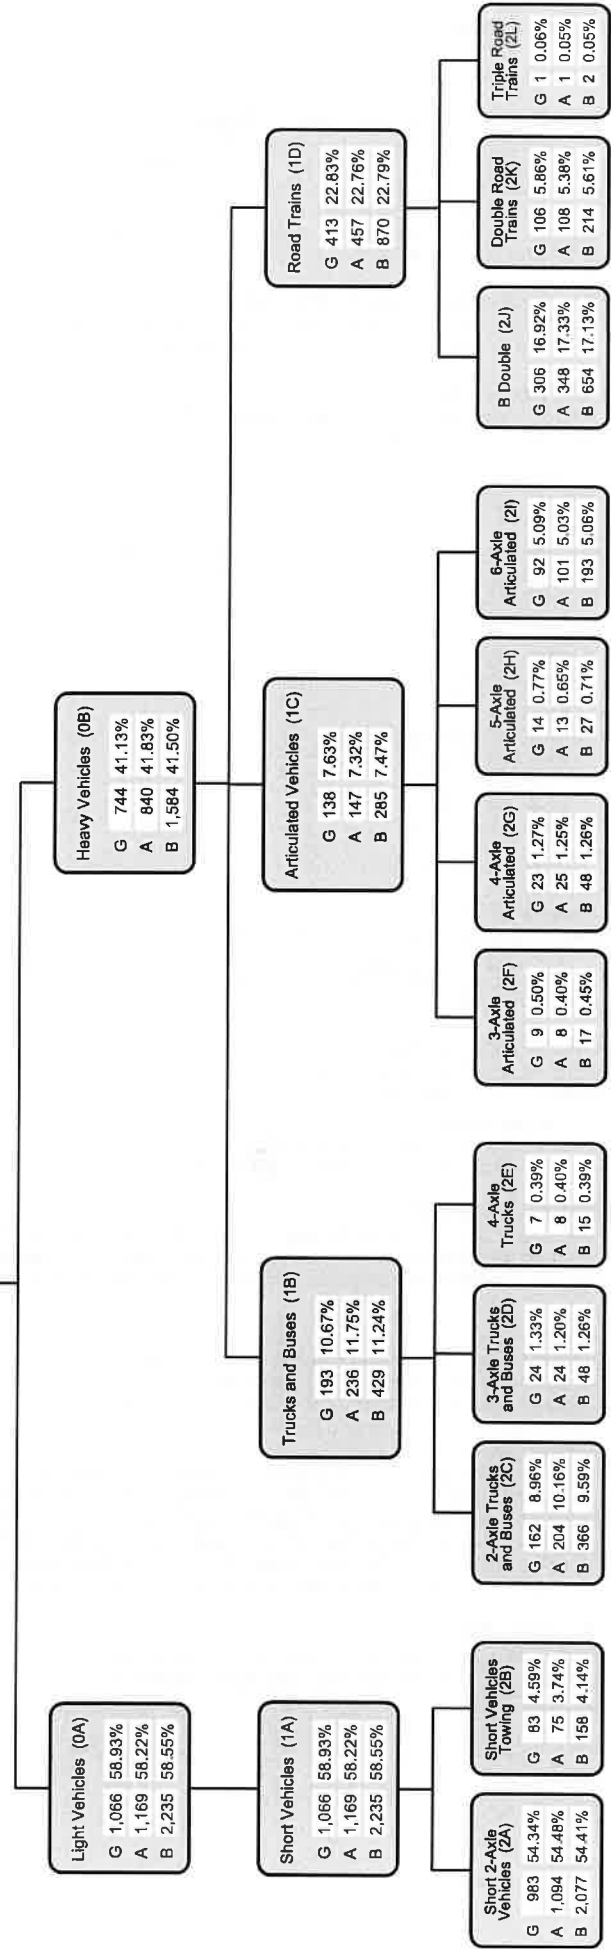 Light Vehicles (0A)
G 1,066 58.93%
A 1,169 58.22%
B 2,235 58.55%
Heavy Vehicles (0B)
G 744 41.13%
A 840 41.83%
B 1,584 41.50%
Short Vehicles (1A)
G 1,066 58.93%
A 1,169 58.22%
B 2,235 58.55%
Trucks and Buses (1B)
G 193 10.67%
A 236 11.75%
B 429 11.24%
Articulated Vehicles (1C)
G 138 7.63%
A 147 7.32%
B 285 7.47%
Road Trains (1D)
G 413 22.83%
A 457 22.76%
B 870 22.79%
Short 2-Axle
Vehicles (2A)
G 983 54.34%
A 1,094 54.48%
B 2,077 54.41%
Short Vehicles
Towing (2B)
G 83 4.59%
A 75 3.74%
B 158 4.14%
2-Axle Trucks
and Buses (2C)
G 162 8.96%
A 204 10.16%
B 366 9.59%
3-Axle Trucks
and Buses (2D)
G 24 1.33%
A 24 1.20%
B 48 1.26%
4-Axle
Trucks (2E)
G 7 0.39%
A 8 0.40%
B 15 0.39%
3-Axle
Articulated (2F)
G 9 0.50%
A 8 0.40%
B 17 0.45%
4-Axle
Articulated (2G)
G 23 1.27%
A 25 1.25%
B 48 1.26%
5-Axle
Articulated (2H)
G 14 0.77%
A 13 0.65%
B 27 0.71%
6-Axle
Articulated (2I)
G 92 5.09%
A 101 5.03%
B 193 5.06%
B Double (2J)
G 306 16.92%
A 348 17.33%
B 654 17.13%
Double Road
Trains (2K)
G 106 5.86%
A 108 5.38%
B 214 5.61%
Triple Road
Trains (2L)
G 1 0.06%
A 1 0.05%
B 2 0.05%